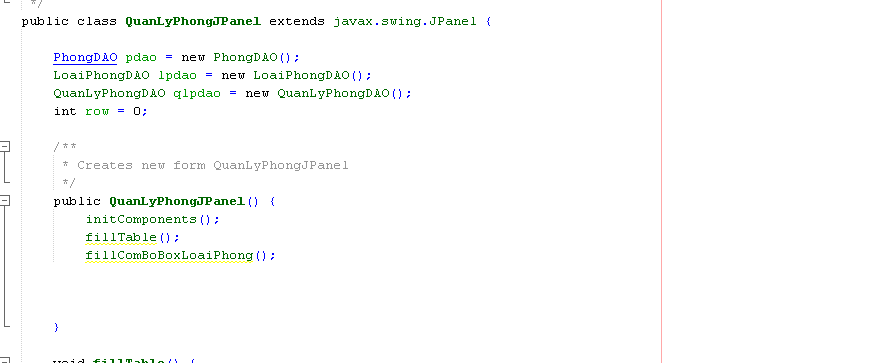 */
public class QuanLyPhongJPanel extends javax.swing.JPanel {
PhongDAO pdao = new PhongDAO();
LoaiPhongDAO lpdao = new LoaiPhongDAO();
QuanLyPhongDAO qlpdao = new QuanLyPhongDAO();
int row = 0;
/**
* Creates new form QuanLyPhongJPanel
*/
public QuanLyPhongJPanel() {
initComponents();
fillTable();
fillComBoBoxLoaiPhong();
}
void fillTable() {